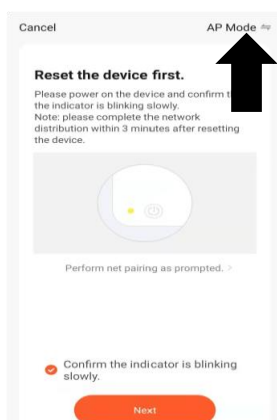 Cancel AP Mode
Reset the device first.
Please power on the device and confirm
the indicator is blinking slowly.
Note: please complete the network
distribution within 3 minutes after resetting
the device.
Perform net pairing as prompted. >
Confirm the indicator is blinking
slowly.
Next